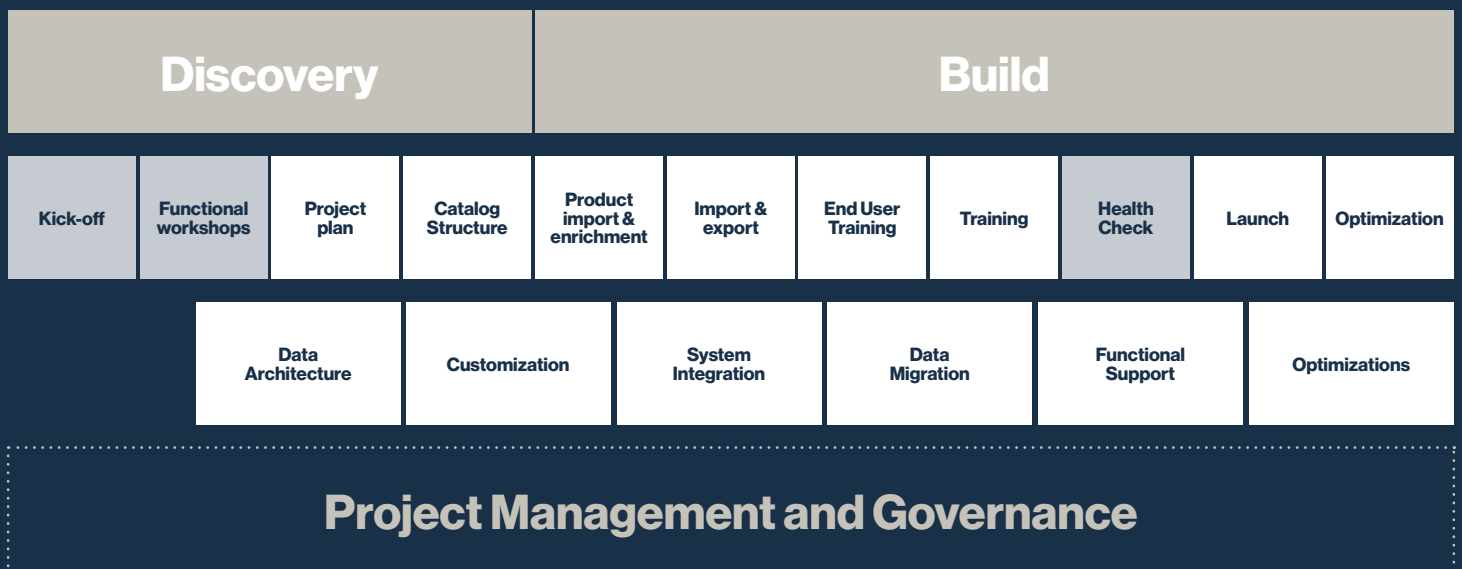 Discovery
Build
Kick-off
Functional
workshops
Project
plan
Catalog
Structure
Product
import &
enrichment
Import &
export
End User
Training
Training
Health
Check
Launch
Optimization
Data
Architecture
Customization
System
Integration
Data
Migration
Functional
Support
Optimizations
Project Management and Governance